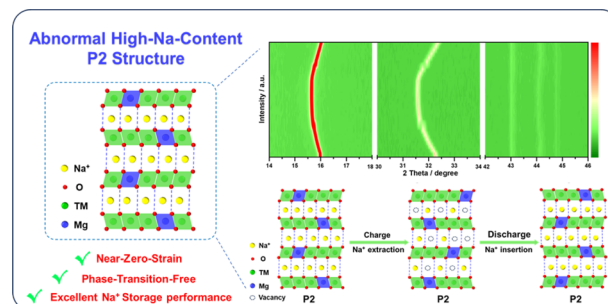 Abnormal High-Na-Content
P2 Structure
Na⁺
O
TM
Mg
Near-Zero-Strain
Phase-Transition-Free
Excellent Na⁺ Storage performance
Intensity / a.u.
14 15 16 17 18 30 31 32 33 34 42 43 44 45 46
2 Theta / degree
Na⁺
O
TM
Mg
Vacancy
P2
Charge
Na⁺ extraction
P2
Discharge
Na⁺ insertion
P2